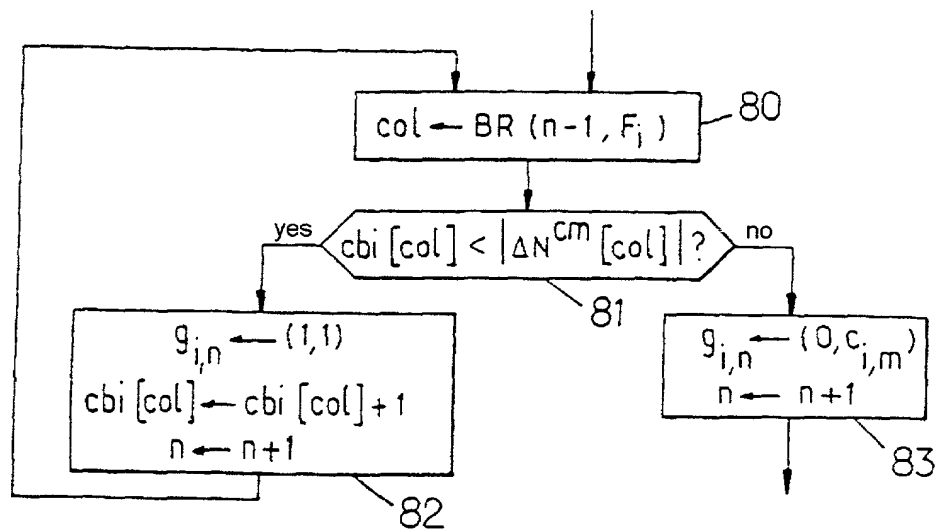 col ← BR (n-1, F_i)
80
yes
cbi [col] < |ΔN^cm [col]| ?
no
81
g_i,n ← (1,1)
cbi [col] ← cbi [col] + 1
n ← n+1
82
g_i,n ← (0, c_i,m)
n ← n+1
83